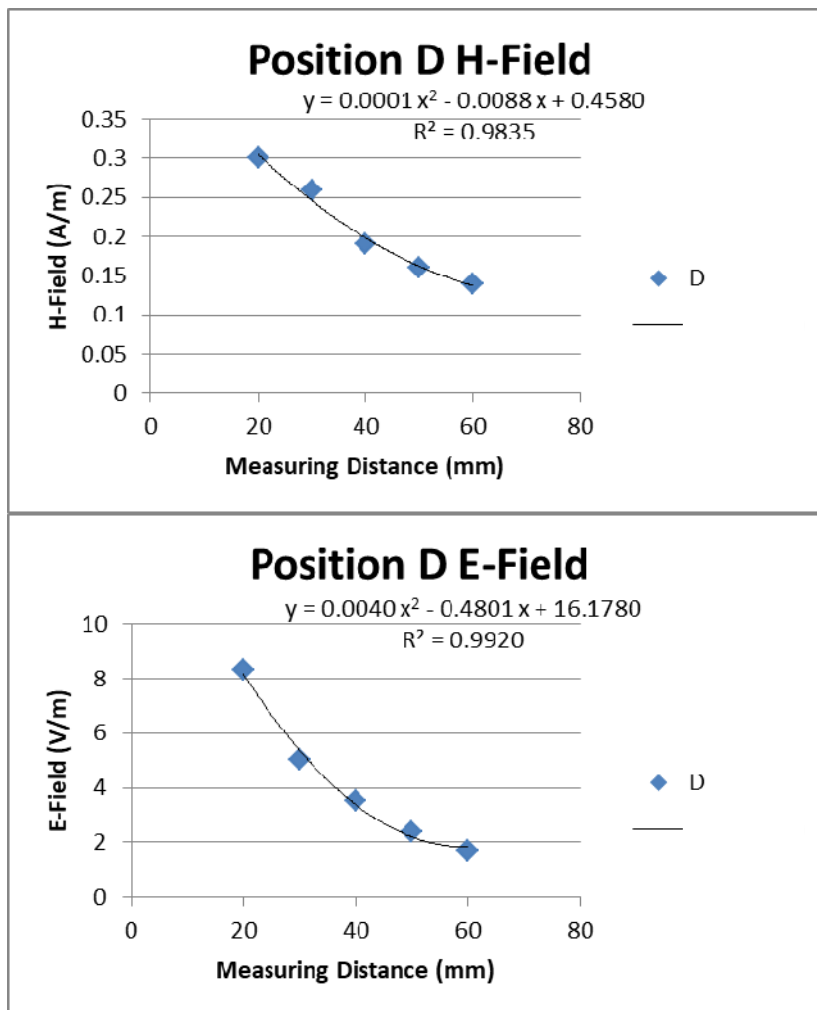 Position D H-Field
y = 0.0001 x² - 0.0088 x + 0.4580
R² = 0.9835
0.35
0.3
0.25
0.2
0.15
0.1
0.05
0
H-Field (A/m)
0 20 40 60 80
Measuring Distance (mm)
D
Position D E-Field
y = 0.0040 x² - 0.4801 x + 16.1780
R² = 0.9920
10
8
6
4
2
0
E-Field (V/m)
0 20 40 60 80
Measuring Distance (mm)
D